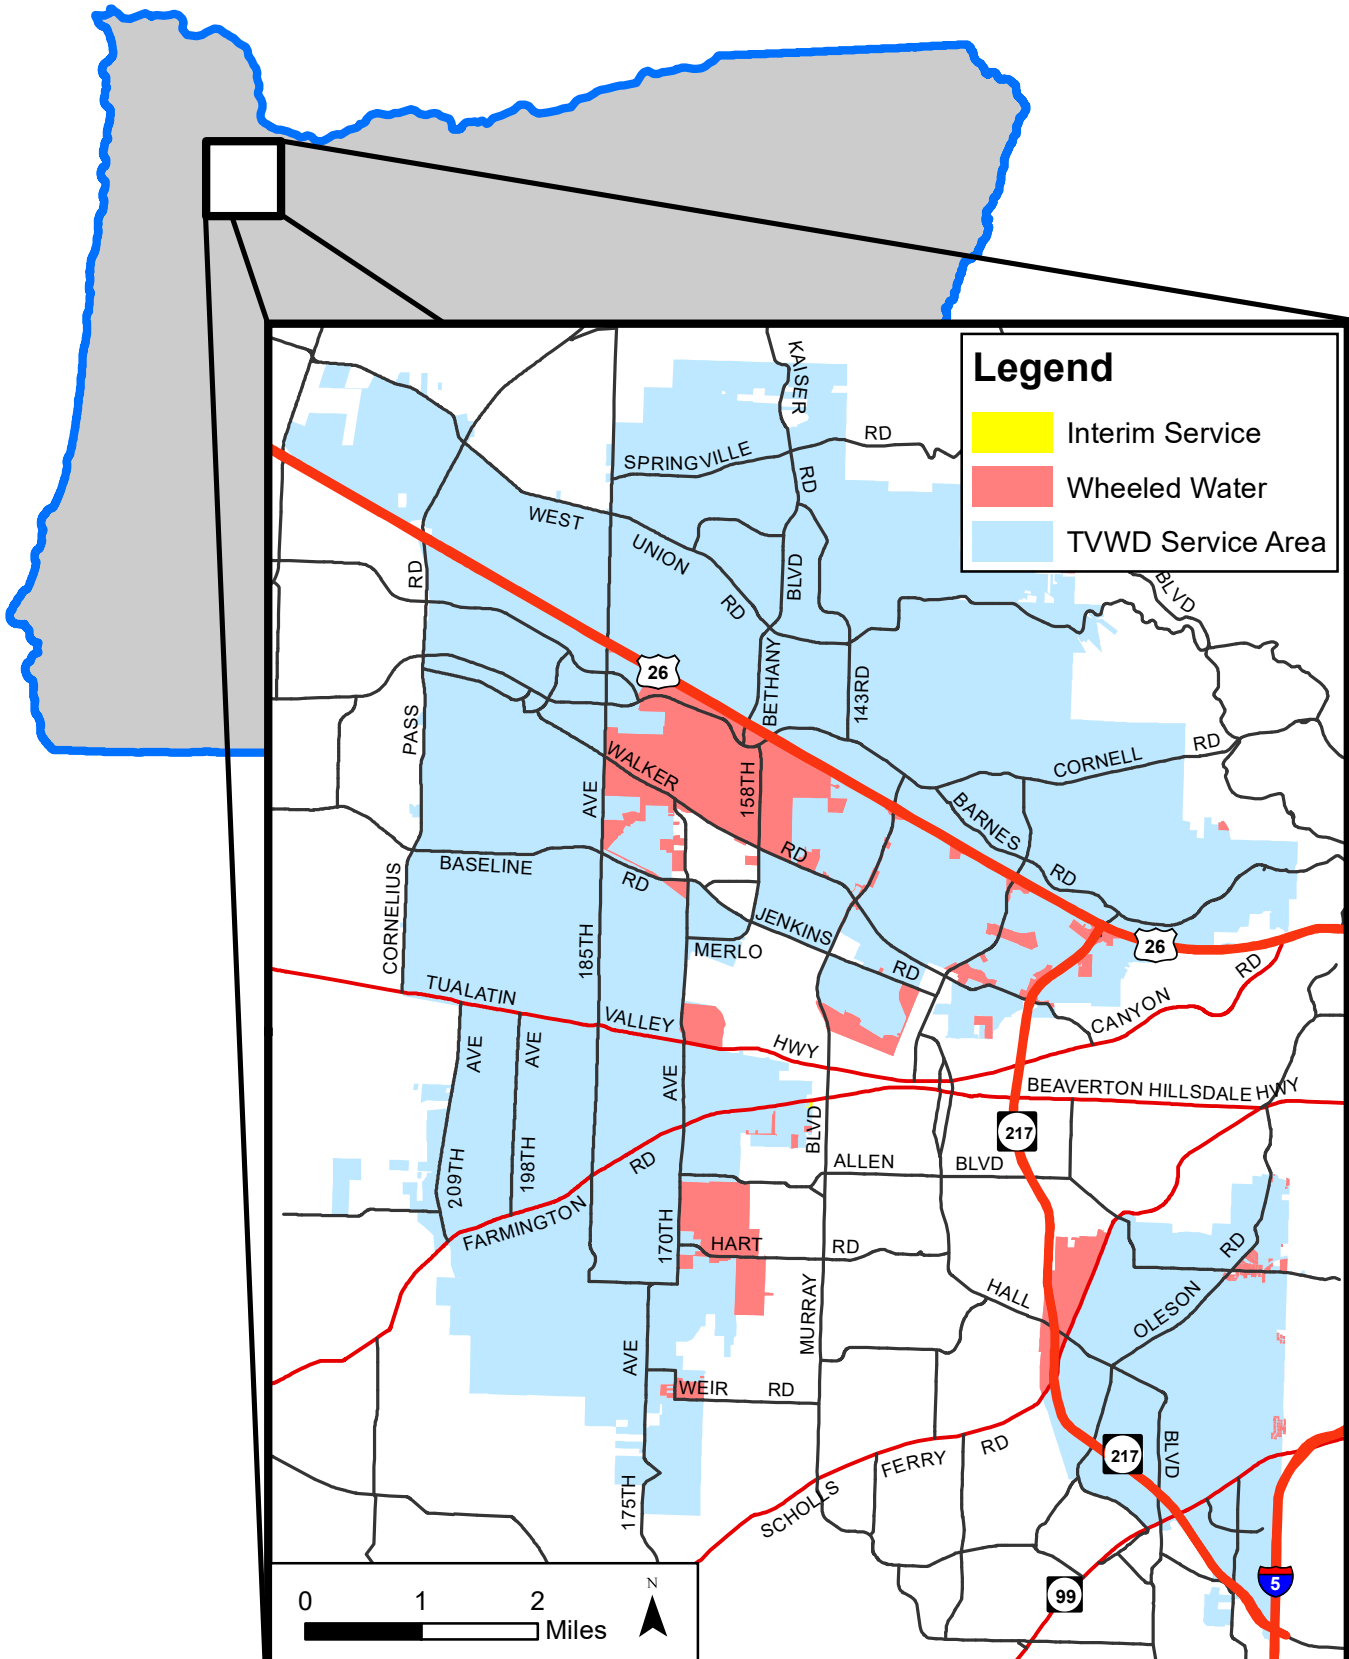 Legend
Interim Service
Wheeled Water
TVWD Service Area
KAISER
RD
SPRINGVILLE
RD
WEST
UNION
RD
RD
BLVD
BLVD
26
BETHANY
143RD
PASS
WALKER
158TH
CORNELL
RD
AVE
BARNES
BASELINE
RD
RD
RD
CORNELIUS
JENKINS
185TH
MERLO
RD
26
RD
TUALATIN
VALLEY
HWY
CANYON
AVE
AVE
AVE
BEAVERTON HILLSDALE HWY
BLVD
217
ALLEN
BLVD
209TH
198TH
RD
FARMINGTON
170TH
HART
RD
RD
MURRAY
HALL
OLESON
AVE
WEIR
RD
FERRY
RD
217
BLVD
175TH
SCHOLLS
99
5
0 1 2
Miles
N